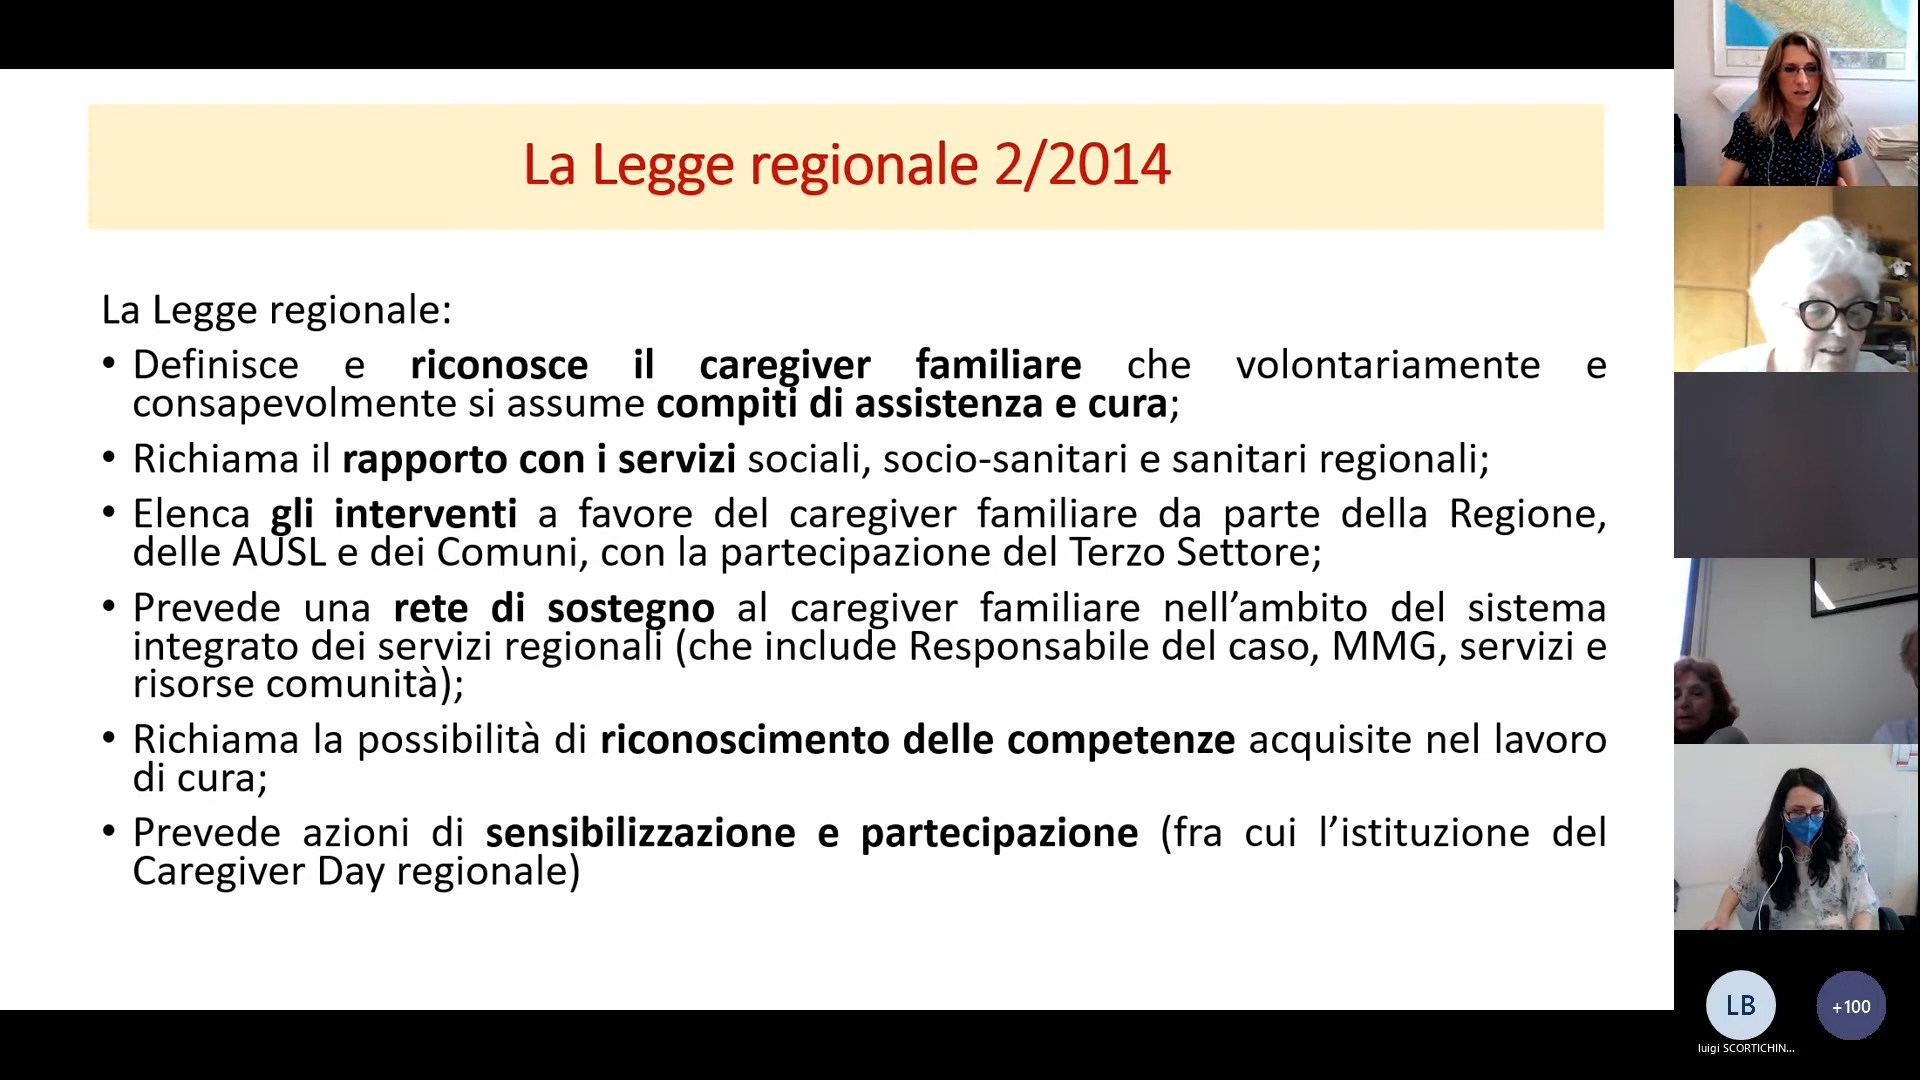 La Legge regionale 2/2014
La Legge regionale:
• Definisce e riconosce il caregiver familiare che volontariamente e
consapevolmente si assume compiti di assistenza e cura;
• Richiama il rapporto con i servizi sociali, socio-sanitari e sanitari regionali;
• Elenca gli interventi a favore del caregiver familiare da parte della Regione,
delle AUSL e dei Comuni, con la partecipazione del Terzo Settore;
• Prevede una rete di sostegno al caregiver familiare nell’ambito del sistema
integrato dei servizi regionali (che include Responsabile del caso, MMG, servizi e
risorse comunità);
• Richiama la possibilità di riconoscimento delle competenze acquisite nel lavoro
di cura;
• Prevede azioni di sensibilizzazione e partecipazione (fra cui l’istituzione del
Caregiver Day regionale)
LB
+100
luigi SCORTICHIN...